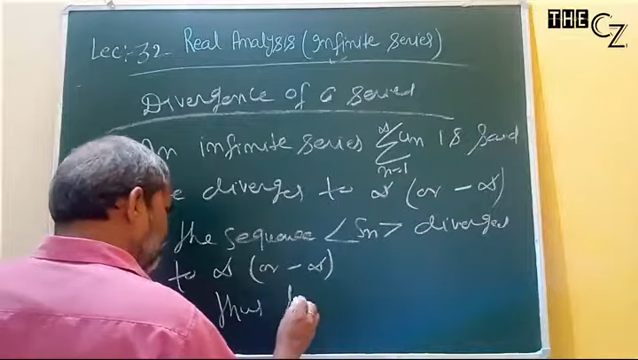 THE CZ
Lec:-32 Real Analysis (Infinite series)
Divergence of a series
An infinite series ∞∑n=1 un is said
diverges to ∞ (or -∞)
the sequence <Sn> diverges
to ∞ (or -∞)
Thus